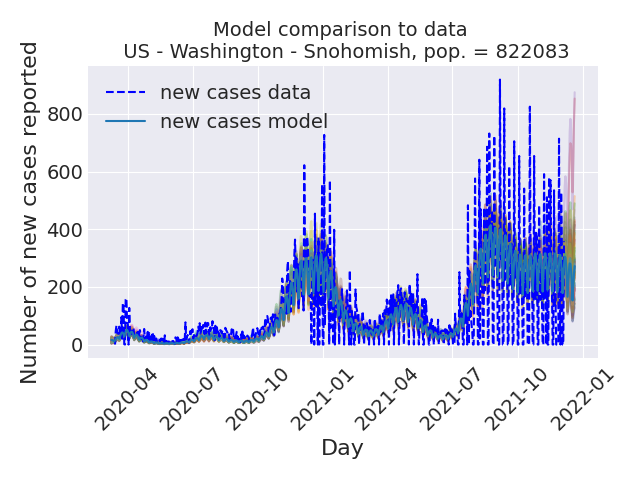 Model comparison to data
US - Washington - Snohomish, pop. = 822083
new cases data
new cases model
Number of new cases reported
800
600
400
200
0
2020-04
2020-07
2020-10
2021-01
2021-04
2021-07
2021-10
2022-01
Day